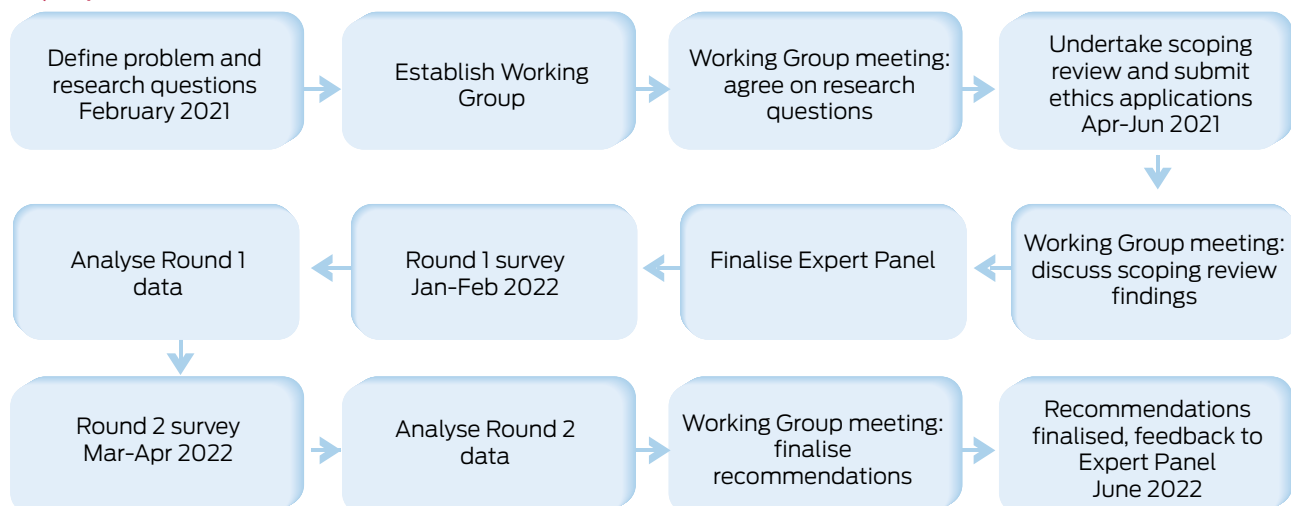 Define problem and
research questions
February 2021
Establish Working
Group
Working Group meeting:
agree on research
questions
Undertake scoping
review and submit
ethics applications
Apr-Jun 2021
Working Group meeting:
discuss scoping review
findings
Finalise Expert Panel
Round 1 survey
Jan-Feb 2022
Analyse Round 1
data
Round 2 survey
Mar-Apr 2022
Analyse Round 2
data
Working Group meeting:
finalise
recommendations
Recommendations
finalised, feedback to
Expert Panel
June 2022